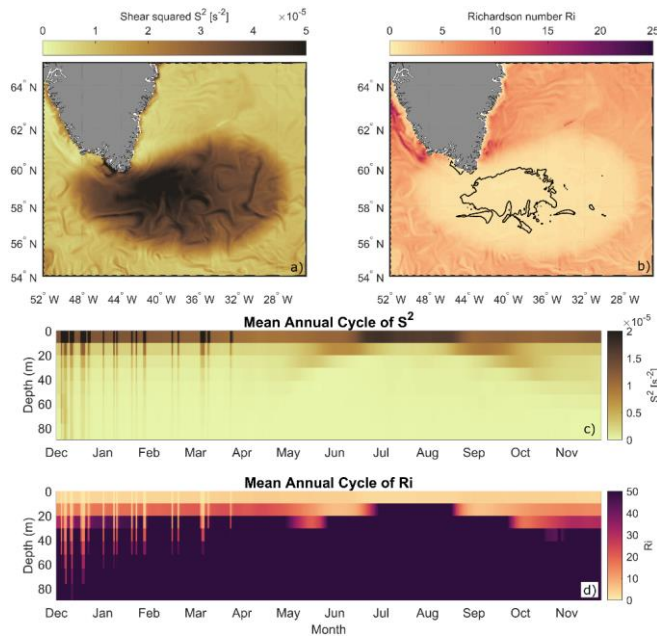 Shear squared S² [s⁻²]
×10⁻⁵
0 1 2 3 4 5
64° N
62° N
60° N
58° N
56° N
54° N
52° W 48° W 44° W 40° W 36° W 32° W 28° W
a)
Richardson number Ri
0 5 10 15 20 25
64° N
62° N
60° N
58° N
56° N
54° N
52° W 48° W 44° W 40° W 36° W 32° W 28° W
b)
Mean Annual Cycle of S²
Depth (m)
0
20
40
60
80
Dec Jan Feb Mar Apr May Jun Jul Aug Sep Oct Nov
c)
×10⁻⁵
2
1.5
1
0.5
0
S² [s⁻²]
Mean Annual Cycle of Ri
Depth (m)
0
20
40
60
80
Dec Jan Feb Mar Apr May Jun Jul Aug Sep Oct Nov
Month
d)
50
40
30
20
10
0
Ri